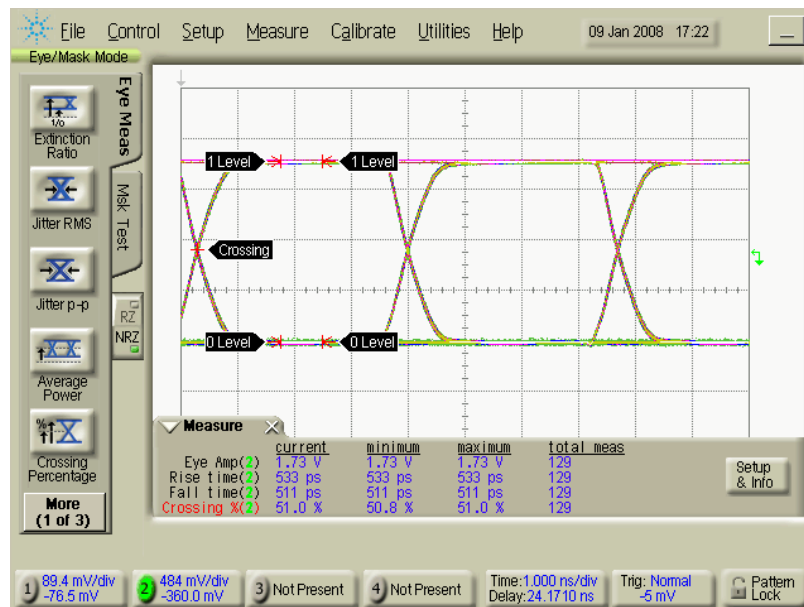 File Control Setup Measure Calibrate Utilities Help 09 Jan 2008 17:22
Eye/Mask Mode
Eye Meas
Msk Test
1/0
Extinction
Ratio
Jitter RMS
Jitter p-p
RZ
NRZ
Average
Power
%
Crossing
Percentage
More
(1 of 3)
1 Level 1 Level
Crossing
0 Level 0 Level
Measure
current minimum maximum total meas
Eye Amp(2) 1.73 V 1.73 V 1.73 V 129
Rise time(2) 533 ps 533 ps 533 ps 129
Fall time(2) 511 ps 511 ps 511 ps 129
Crossing %(2) 51.0 % 50.8 % 51.0 % 129
Setup
& Info
1) 89.4 mV/div
-76.5 mV
2) 484 mV/div
-360.0 mV
3) Not Present
4) Not Present
Time:1.000 ns/div
Delay:24.1710 ns
Trig: Normal
-5 mV
Pattern
Lock